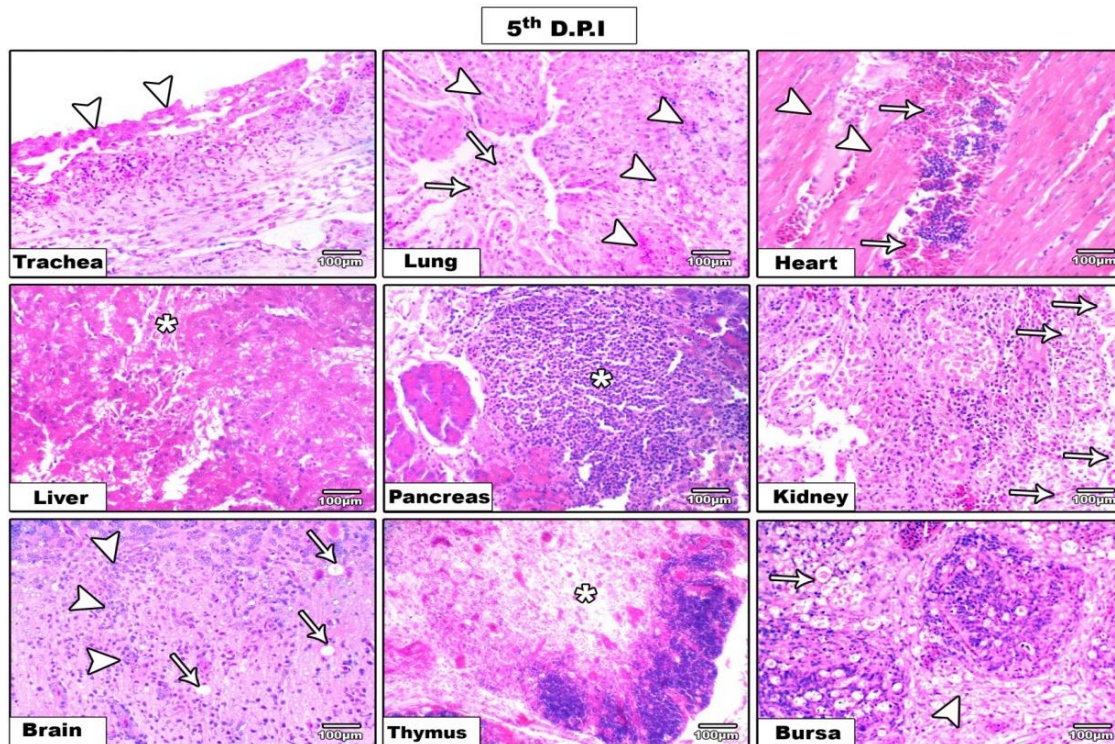 5th D.P.I
Trachea
100µm
Lung
100µm
Heart
100µm
Liver
100µm
Pancreas
100µm
Kidney
100µm
Brain
100µm
Thymus
100µm
Bursa
100µm